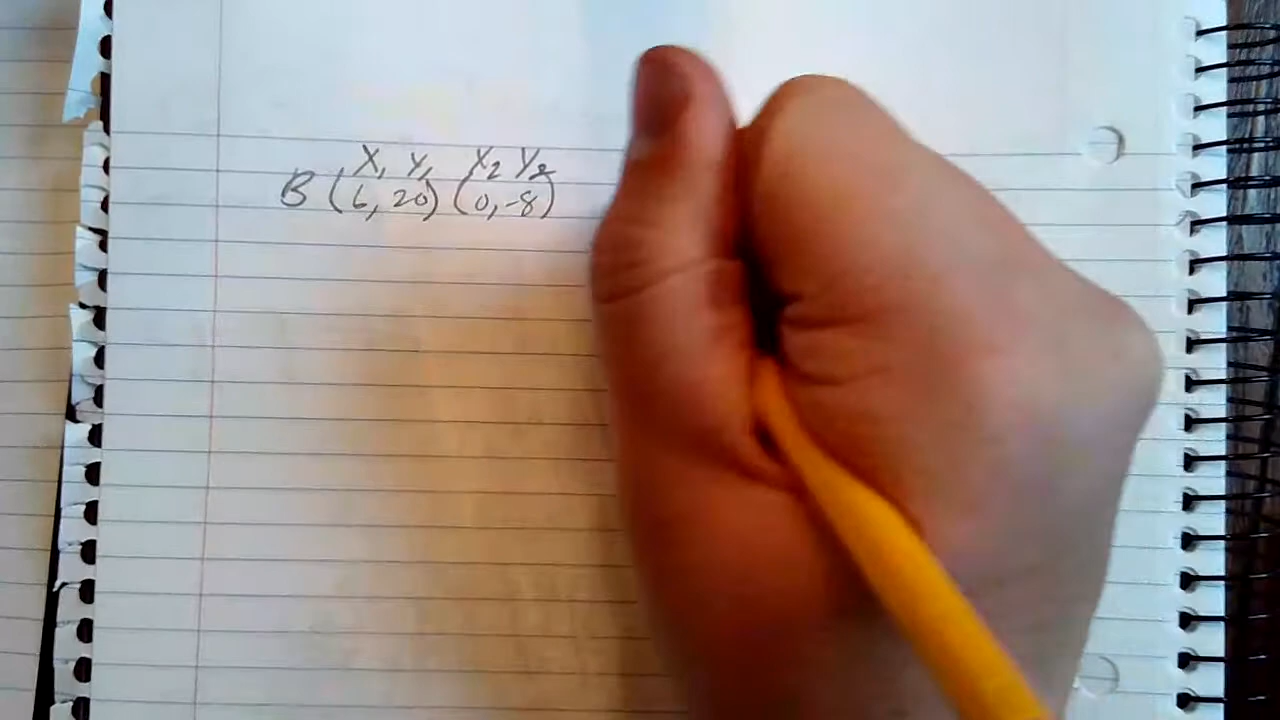 X₁ Y₁ X₂ Y₂
B (6, 20) (0, -8)